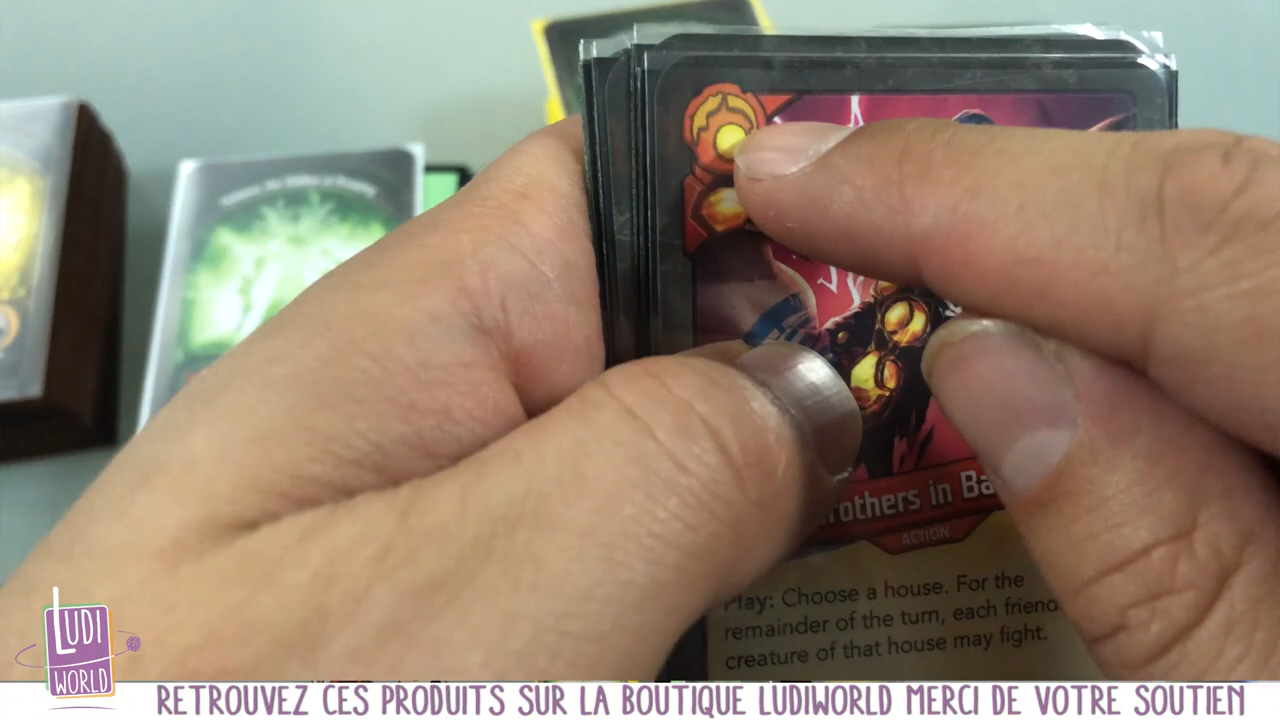 rothers in Ba
ACTION
Play: Choose a house. For the
remainder of the turn, each friend
creature of that house may fight.
LUDI
WORLD
RETROUVEZ CES PRODUITS SUR LA BOUTIQUE LUDIWORLD MERCI DE VOTRE SOUTIEN